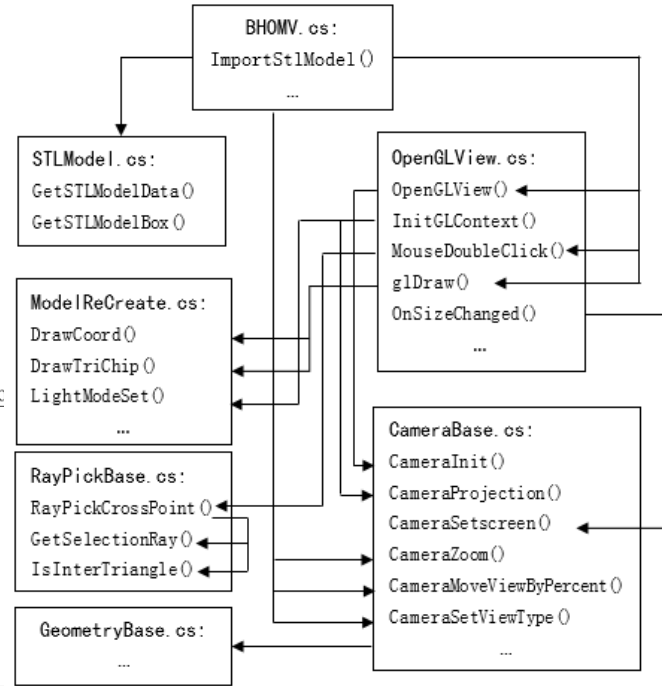 BHOMV.cs:
ImportStlModel()
…
STLModel.cs:
GetSTLModelData()
GetSTLModelBox()
OpenGLView.cs:
OpenGLView()
InitGLContext()
MouseDoubleClick()
glDraw()
OnSizeChanged()
…
ModelReCreate.cs:
DrawCoord()
DrawTriChip()
LightModeSet()
…
RayPickBase.cs:
RayPickCrossPoint()
GetSelectionRay()
IsInterTriangle()
CameraBase.cs:
CameraInit()
CameraProjection()
CameraSetscreen()
CameraZoom()
CameraMoveViewByPercent()
CameraSetViewType()
…
GeometryBase.cs:
…